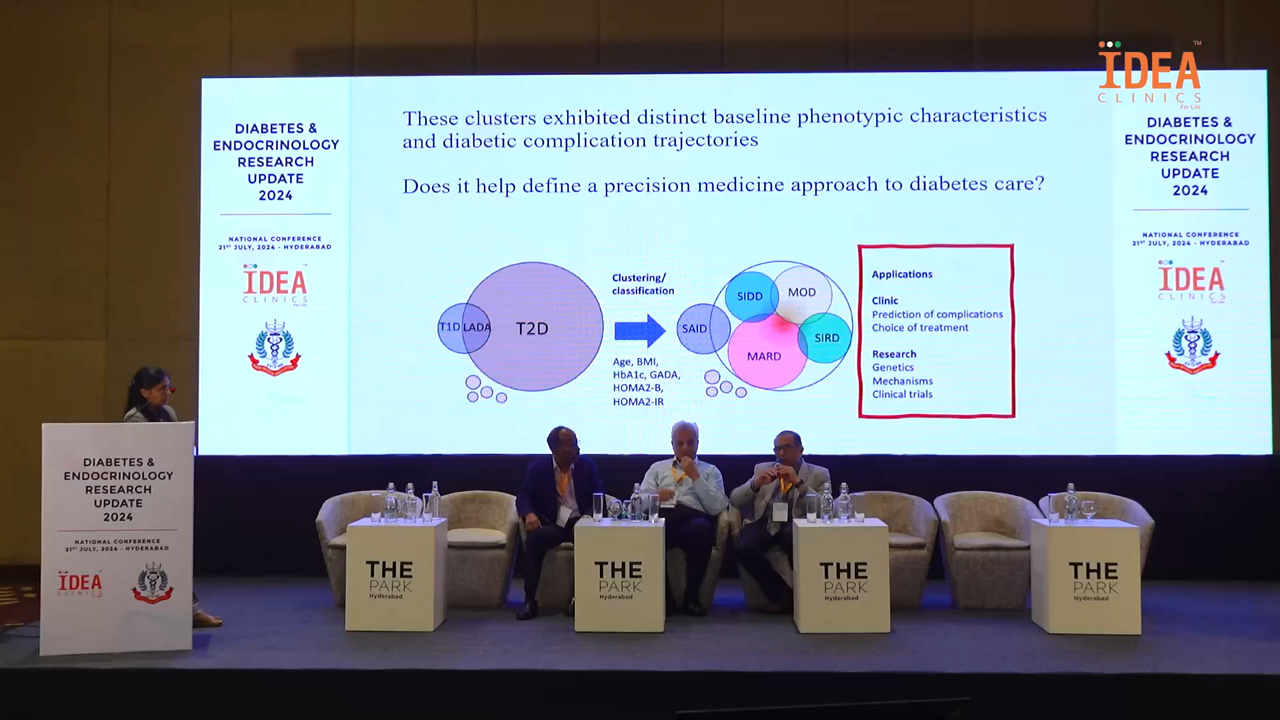 IDEA
CLINICS
For Life
TM
DIABETES &
ENDOCRINOLOGY
RESEARCH
UPDATE
2024
NATIONAL CONFERENCE
21ST JULY, 2024 - HYDERABAD
IDEA
CLINICS
These clusters exhibited distinct baseline phenotypic characteristics
and diabetic complication trajectories
Does it help define a precision medicine approach to diabetes care?
T1D
LADA
T2D
Clustering/
classification
Age, BMI,
HbA1c, GADA,
HOMA2-B,
HOMA2-IR
SAID
SIDD
MOD
MARD
SIRD
Applications
Clinic
Prediction of complications
Choice of treatment
Research
Genetics
Mechanisms
Clinical trials
DIABETES &
ENDOCRINOLOGY
RESEARCH
UPDATE
2024
NATIONAL CONFERENCE
21ST JULY, 2024 - HYDERABAD
IDEA
CLINICS
DIABETES &
ENDOCRINOLOGY
RESEARCH
UPDATE
2024
NATIONAL CONFERENCE
21ST JULY, 2024 - HYDERABAD
IDEA
CLINICS
THE
PARK
Hyderabad
THE
PARK
Hyderabad
THE
PARK
Hyderabad
THE
PARK
Hyderabad